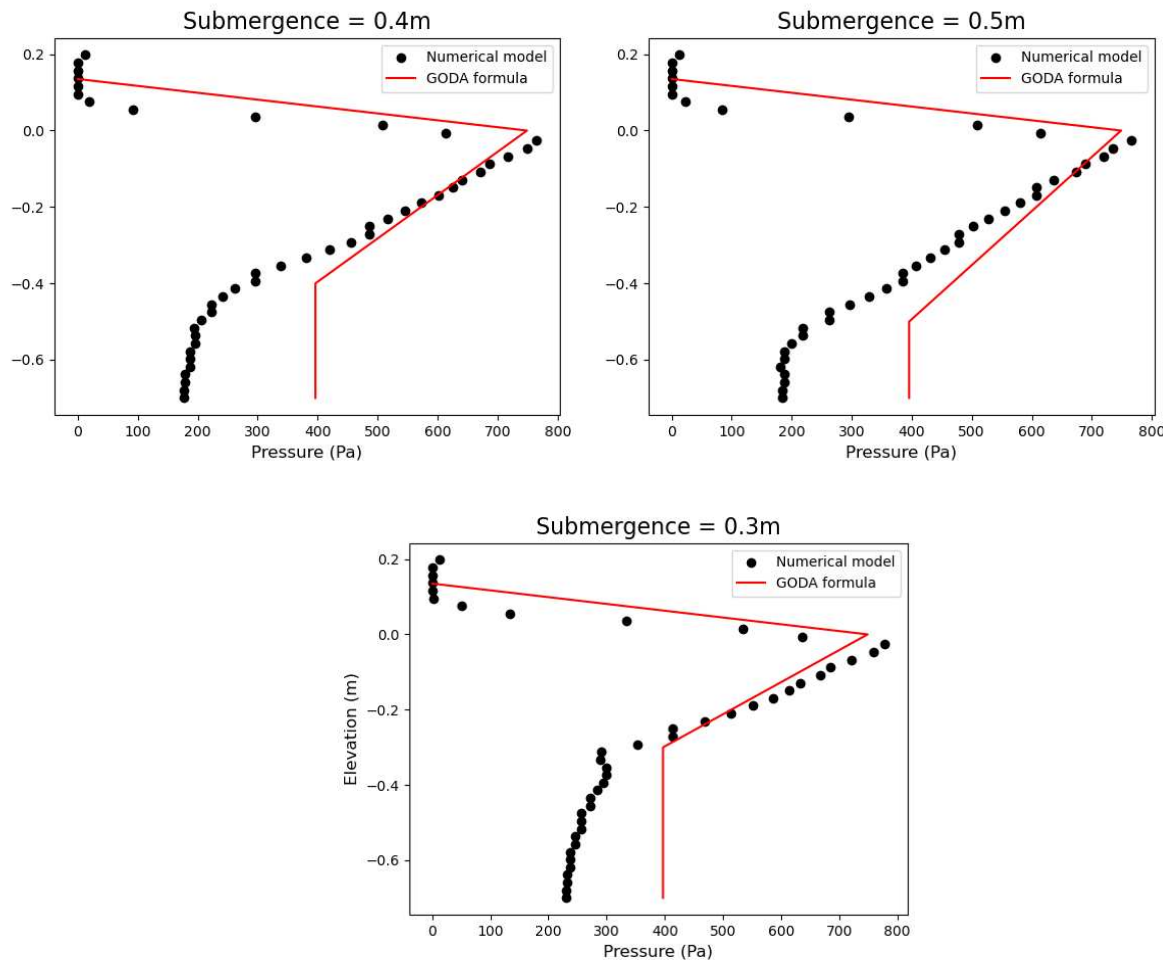 Submergence = 0.4m
Numerical model
GODA formula
0.2
0.0
−0.2
−0.4
−0.6
0 100 200 300 400 500 600 700 800
Pressure (Pa)
Submergence = 0.5m
Numerical model
GODA formula
0.2
0.0
−0.2
−0.4
−0.6
0 100 200 300 400 500 600 700 800
Pressure (Pa)
Submergence = 0.3m
Numerical model
GODA formula
Elevation (m)
0.2
0.0
−0.2
−0.4
−0.6
0 100 200 300 400 500 600 700 800
Pressure (Pa)